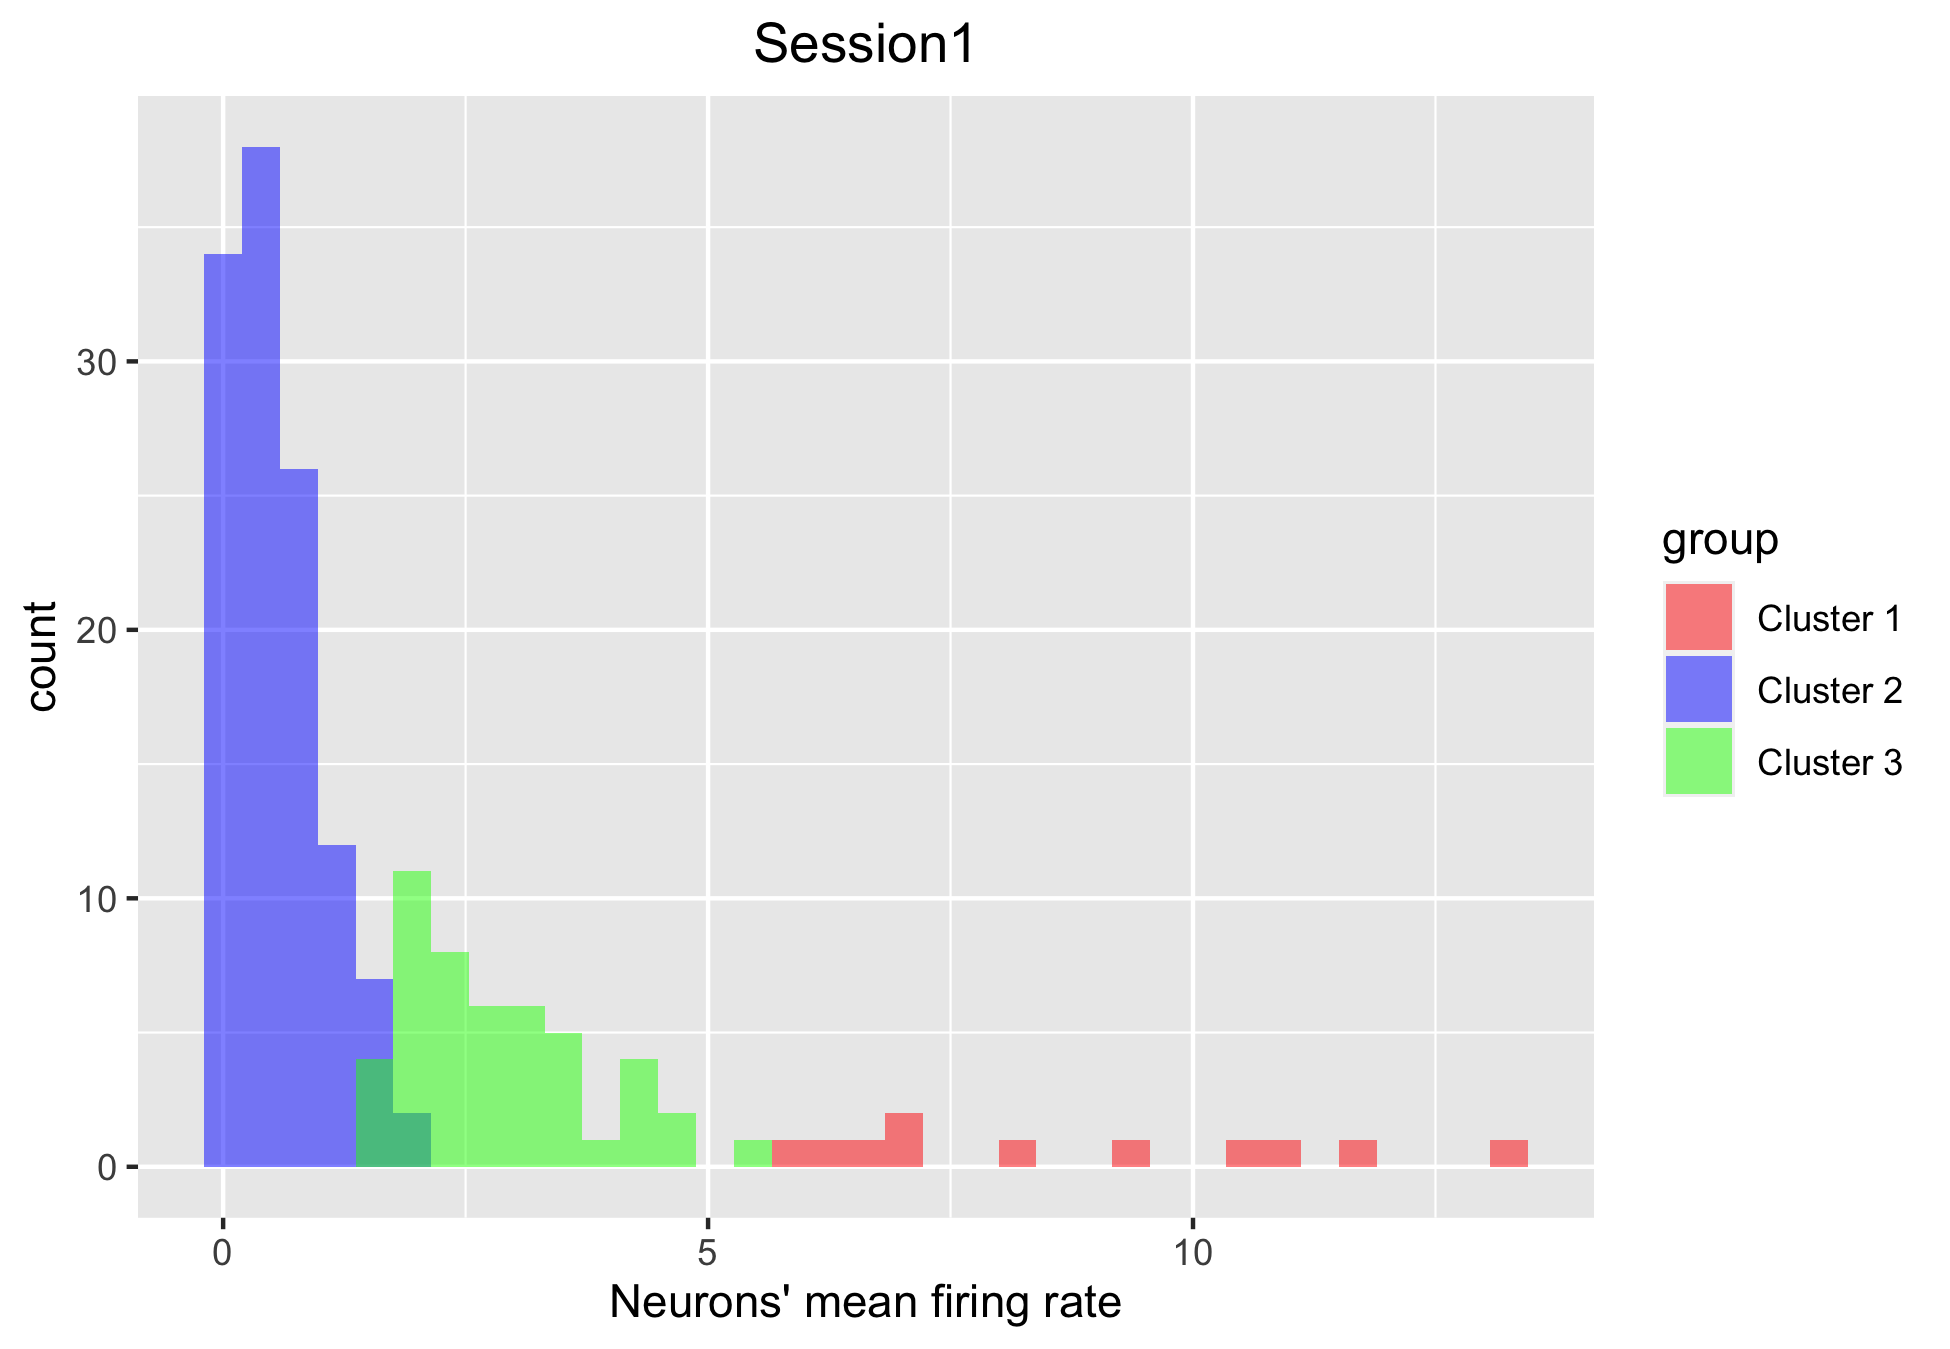 Session1
30
20
10
0
count
0
5
10
Neurons' mean firing rate
group
Cluster 1
Cluster 2
Cluster 3